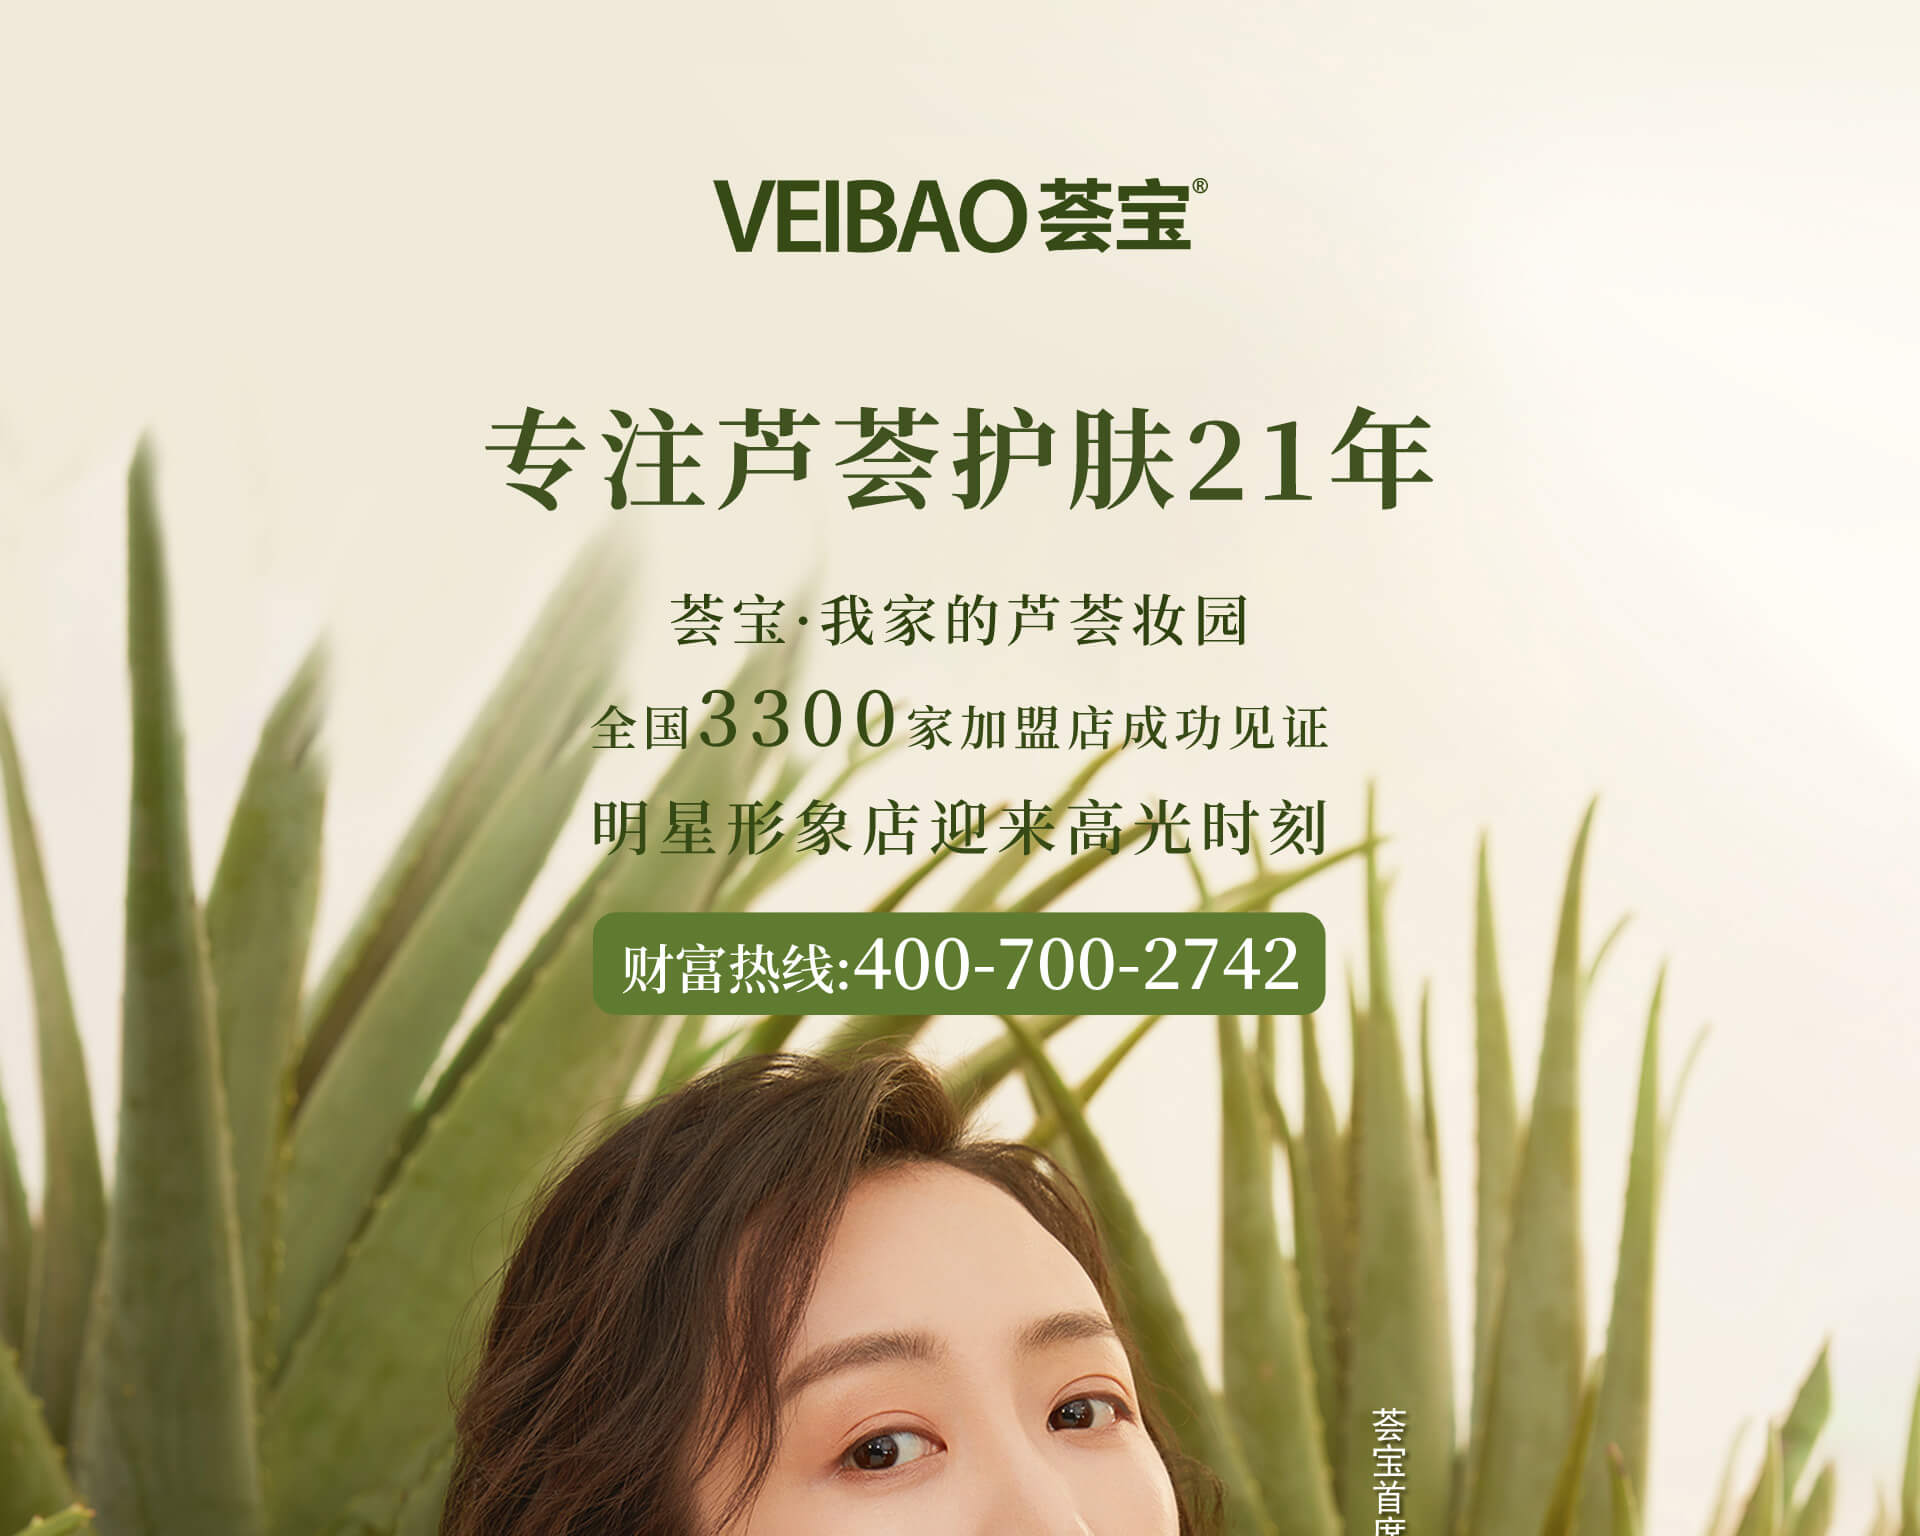 VEIBAO荟宝®
专注芦荟护肤21年
荟宝·我家的芦荟妆园
全国3300家加盟店成功见证
明星形象店迎来高光时刻
财富热线:400-700-2742
荟宝首席